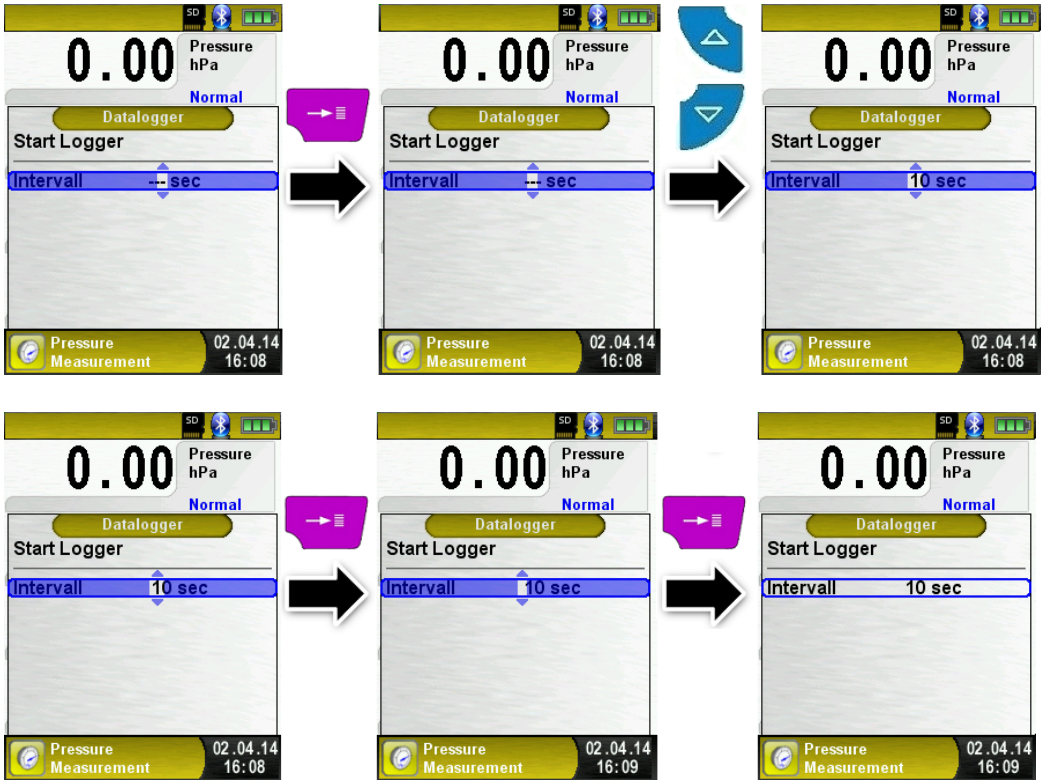 SD
0.00 Pressure
hPa
Normal
Datalogger
Start Logger
Intervall --- sec
Pressure
Measurement
02.04.14
16:08
SD
0.00 Pressure
hPa
Normal
Datalogger
Start Logger
Intervall --- sec
Pressure
Measurement
02.04.14
16:08
SD
0.00 Pressure
hPa
Normal
Datalogger
Start Logger
Intervall 10 sec
Pressure
Measurement
02.04.14
16:08
SD
0.00 Pressure
hPa
Normal
Datalogger
Start Logger
Intervall 10 sec
Pressure
Measurement
02.04.14
16:08
SD
0.00 Pressure
hPa
Normal
Datalogger
Start Logger
Intervall 10 sec
Pressure
Measurement
02.04.14
16:09
SD
0.00 Pressure
hPa
Normal
Datalogger
Start Logger
Intervall 10 sec
Pressure
Measurement
02.04.14
16:09